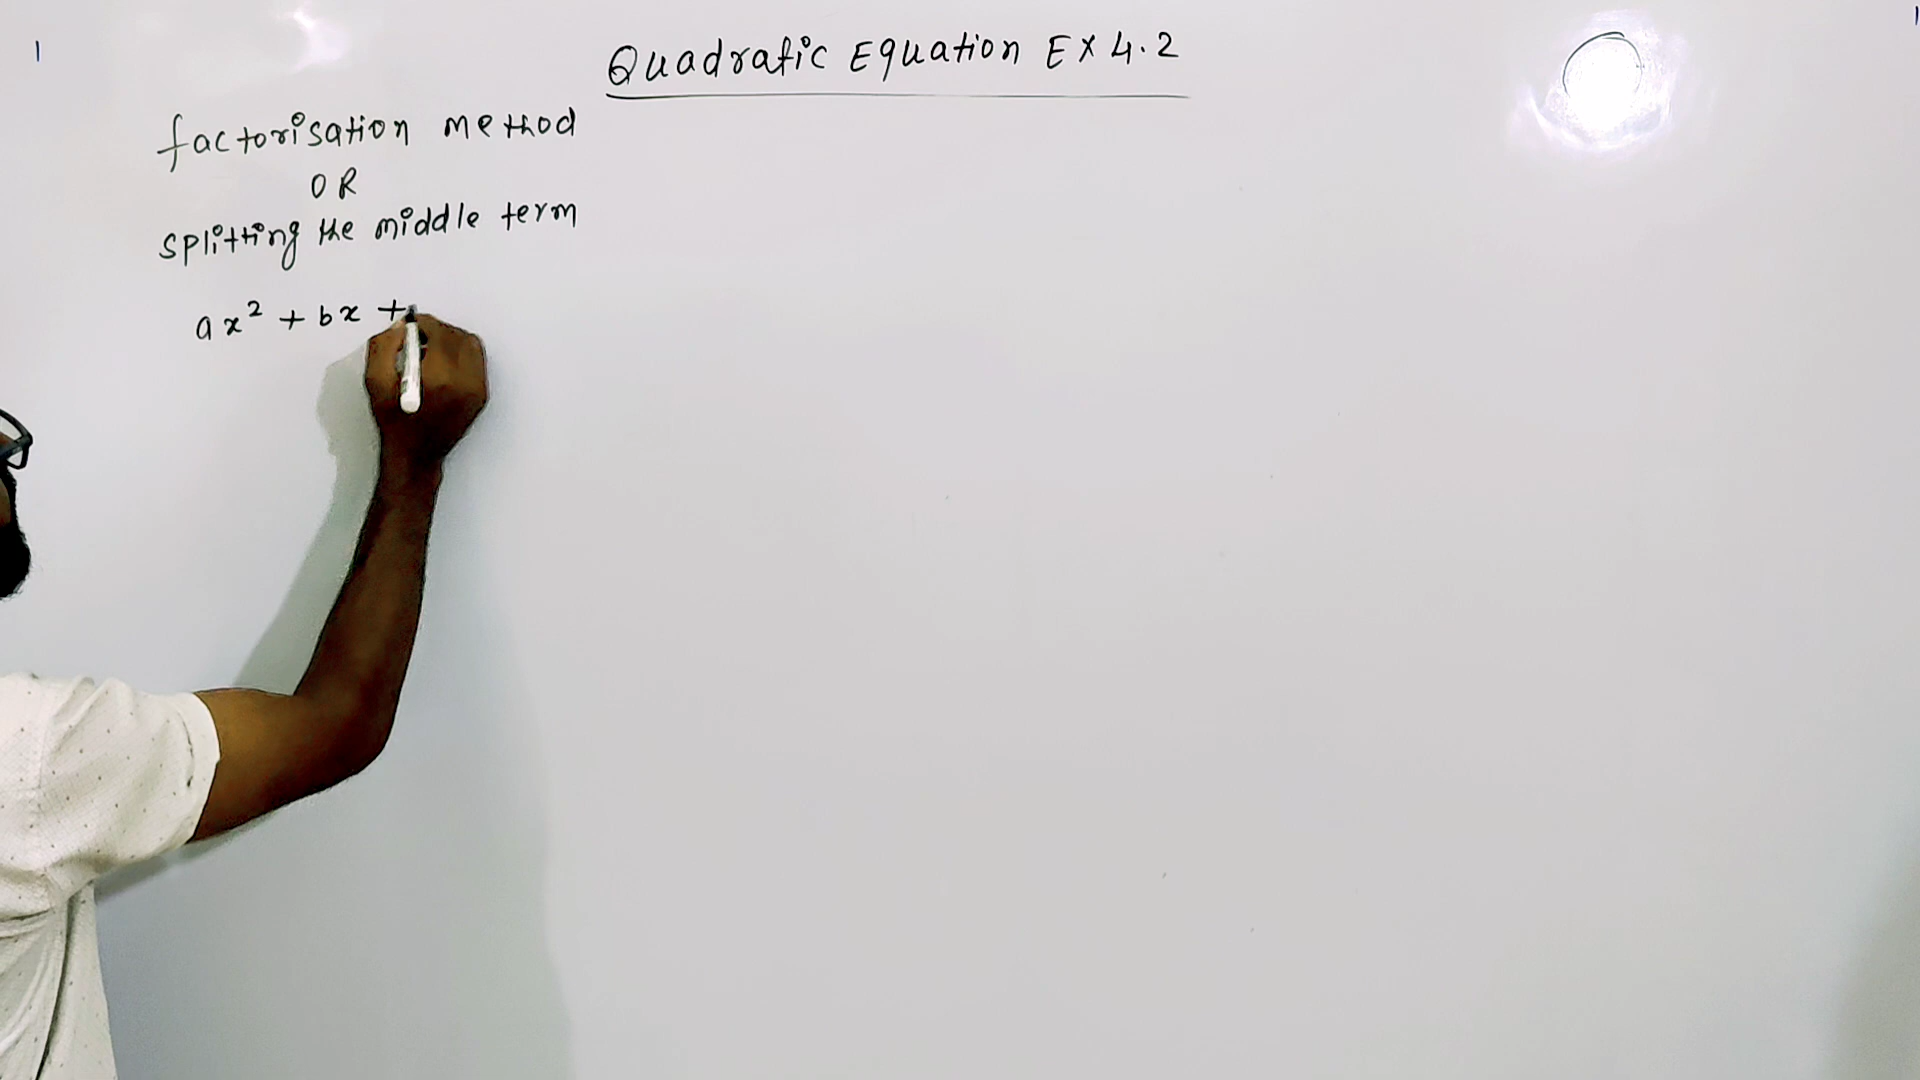 Quadratic Equation EX 4.2
factorisation method
OR
splitting the middle term
ax² + bx +